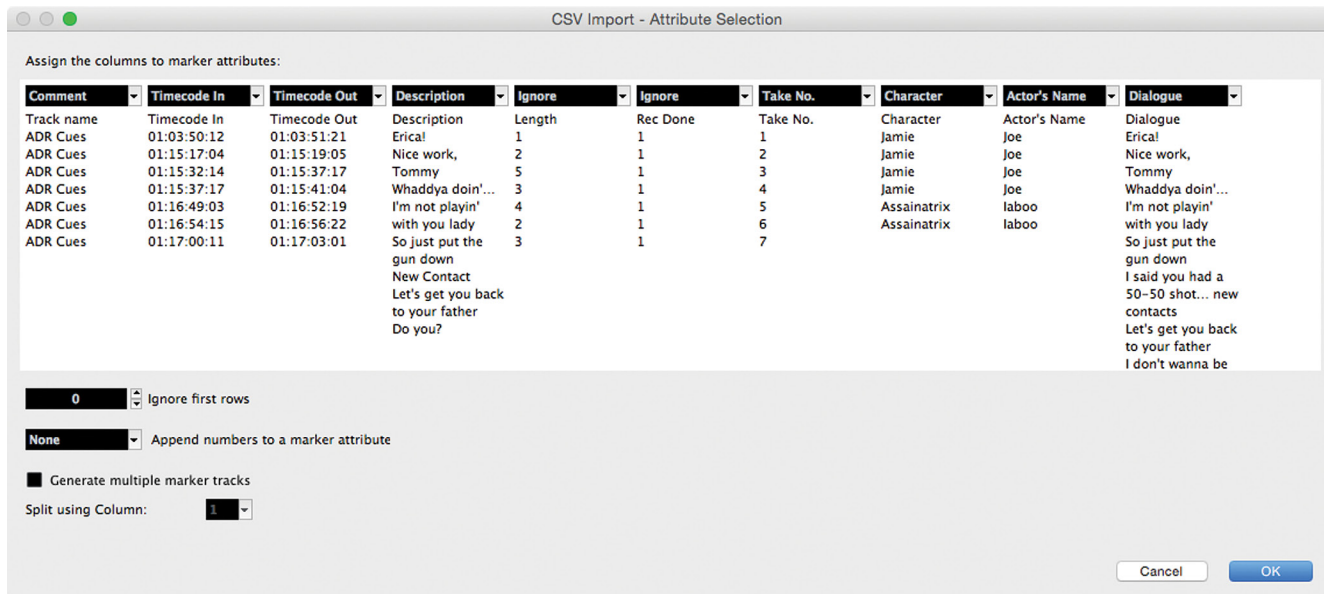 CSV Import - Attribute Selection
Assign the columns to marker attributes:
Comment Timecode In Timecode Out Description Ignore Ignore Take No. Character Actor's Name Dialogue
Track name Timecode In Timecode Out Description Length Rec Done Take No. Character Actor's Name Dialogue
ADR Cues 01:03:50:12 01:03:51:21 Erica! 1 1 1 Jamie Joe Erica!
ADR Cues 01:15:17:04 01:15:19:05 Nice work, 2 1 2 Jamie Joe Nice work,
ADR Cues 01:15:32:14 01:15:37:17 Tommy 5 1 3 Jamie Joe Tommy
ADR Cues 01:15:37:17 01:15:41:04 Whaddya doin'... 3 1 4 Jamie Joe Whaddya doin'...
ADR Cues 01:16:49:03 01:16:52:19 I'm not playin' 4 1 5 Assainatrix Iaboo I'm not playin'
ADR Cues 01:16:54:15 01:16:56:22 with you lady 2 1 6 Assainatrix Iaboo with you lady
ADR Cues 01:17:00:11 01:17:03:01 So just put the 3 1 7 So just put the
gun down gun down
New Contact I said you had a
Let's get you back 50-50 shot... new
to your father contacts
Do you? Let's get you back
to your father
I don't wanna be
0 Ignore first rows
None Append numbers to a marker attribute
Generate multiple marker tracks
Split using Column: 1
Cancel OK